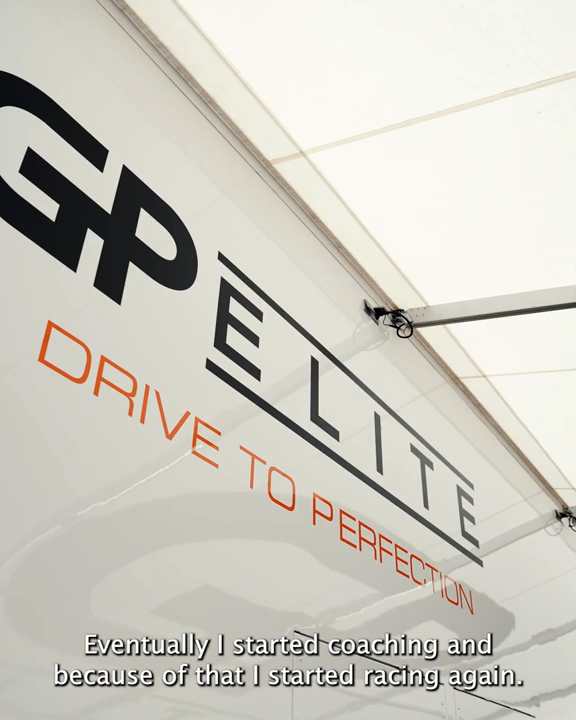 GP ELITE
DRIVE TO PERFECTION
Eventually I started coaching and
because of that I started racing again.